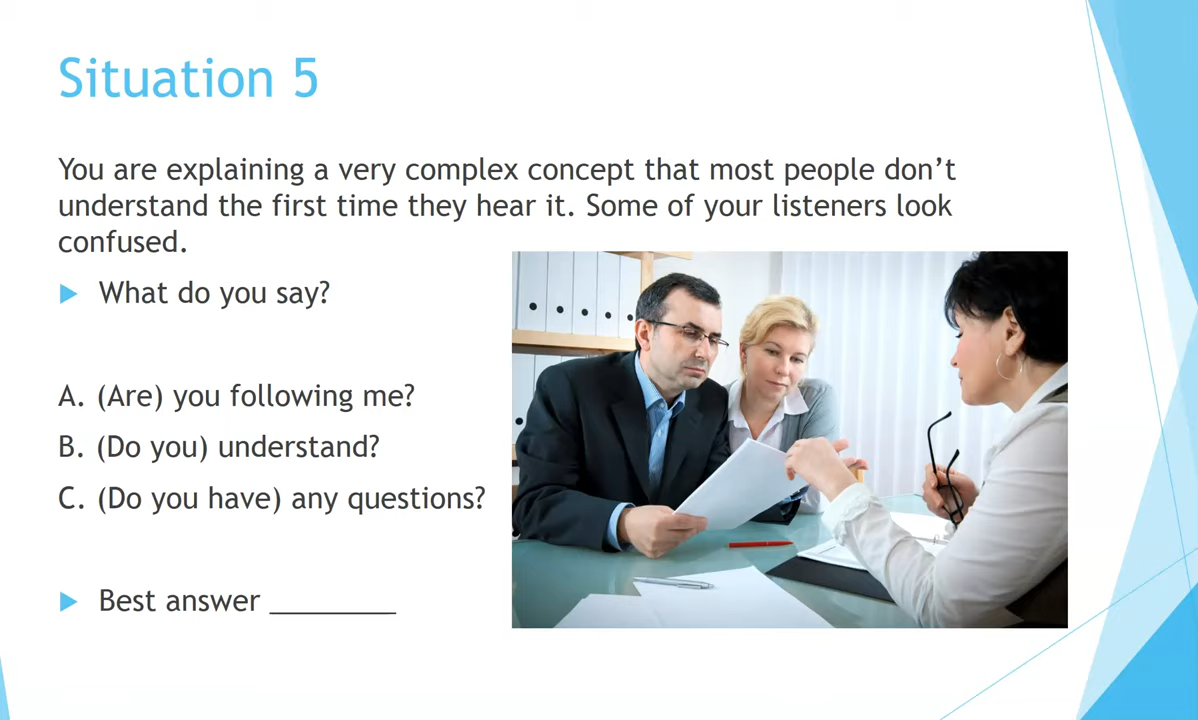 Situation 5
You are explaining a very complex concept that most people don’t
understand the first time they hear it. Some of your listeners look
confused.
What do you say?
A. (Are) you following me?
B. (Do you) understand?
C. (Do you have) any questions?
Best answer ________